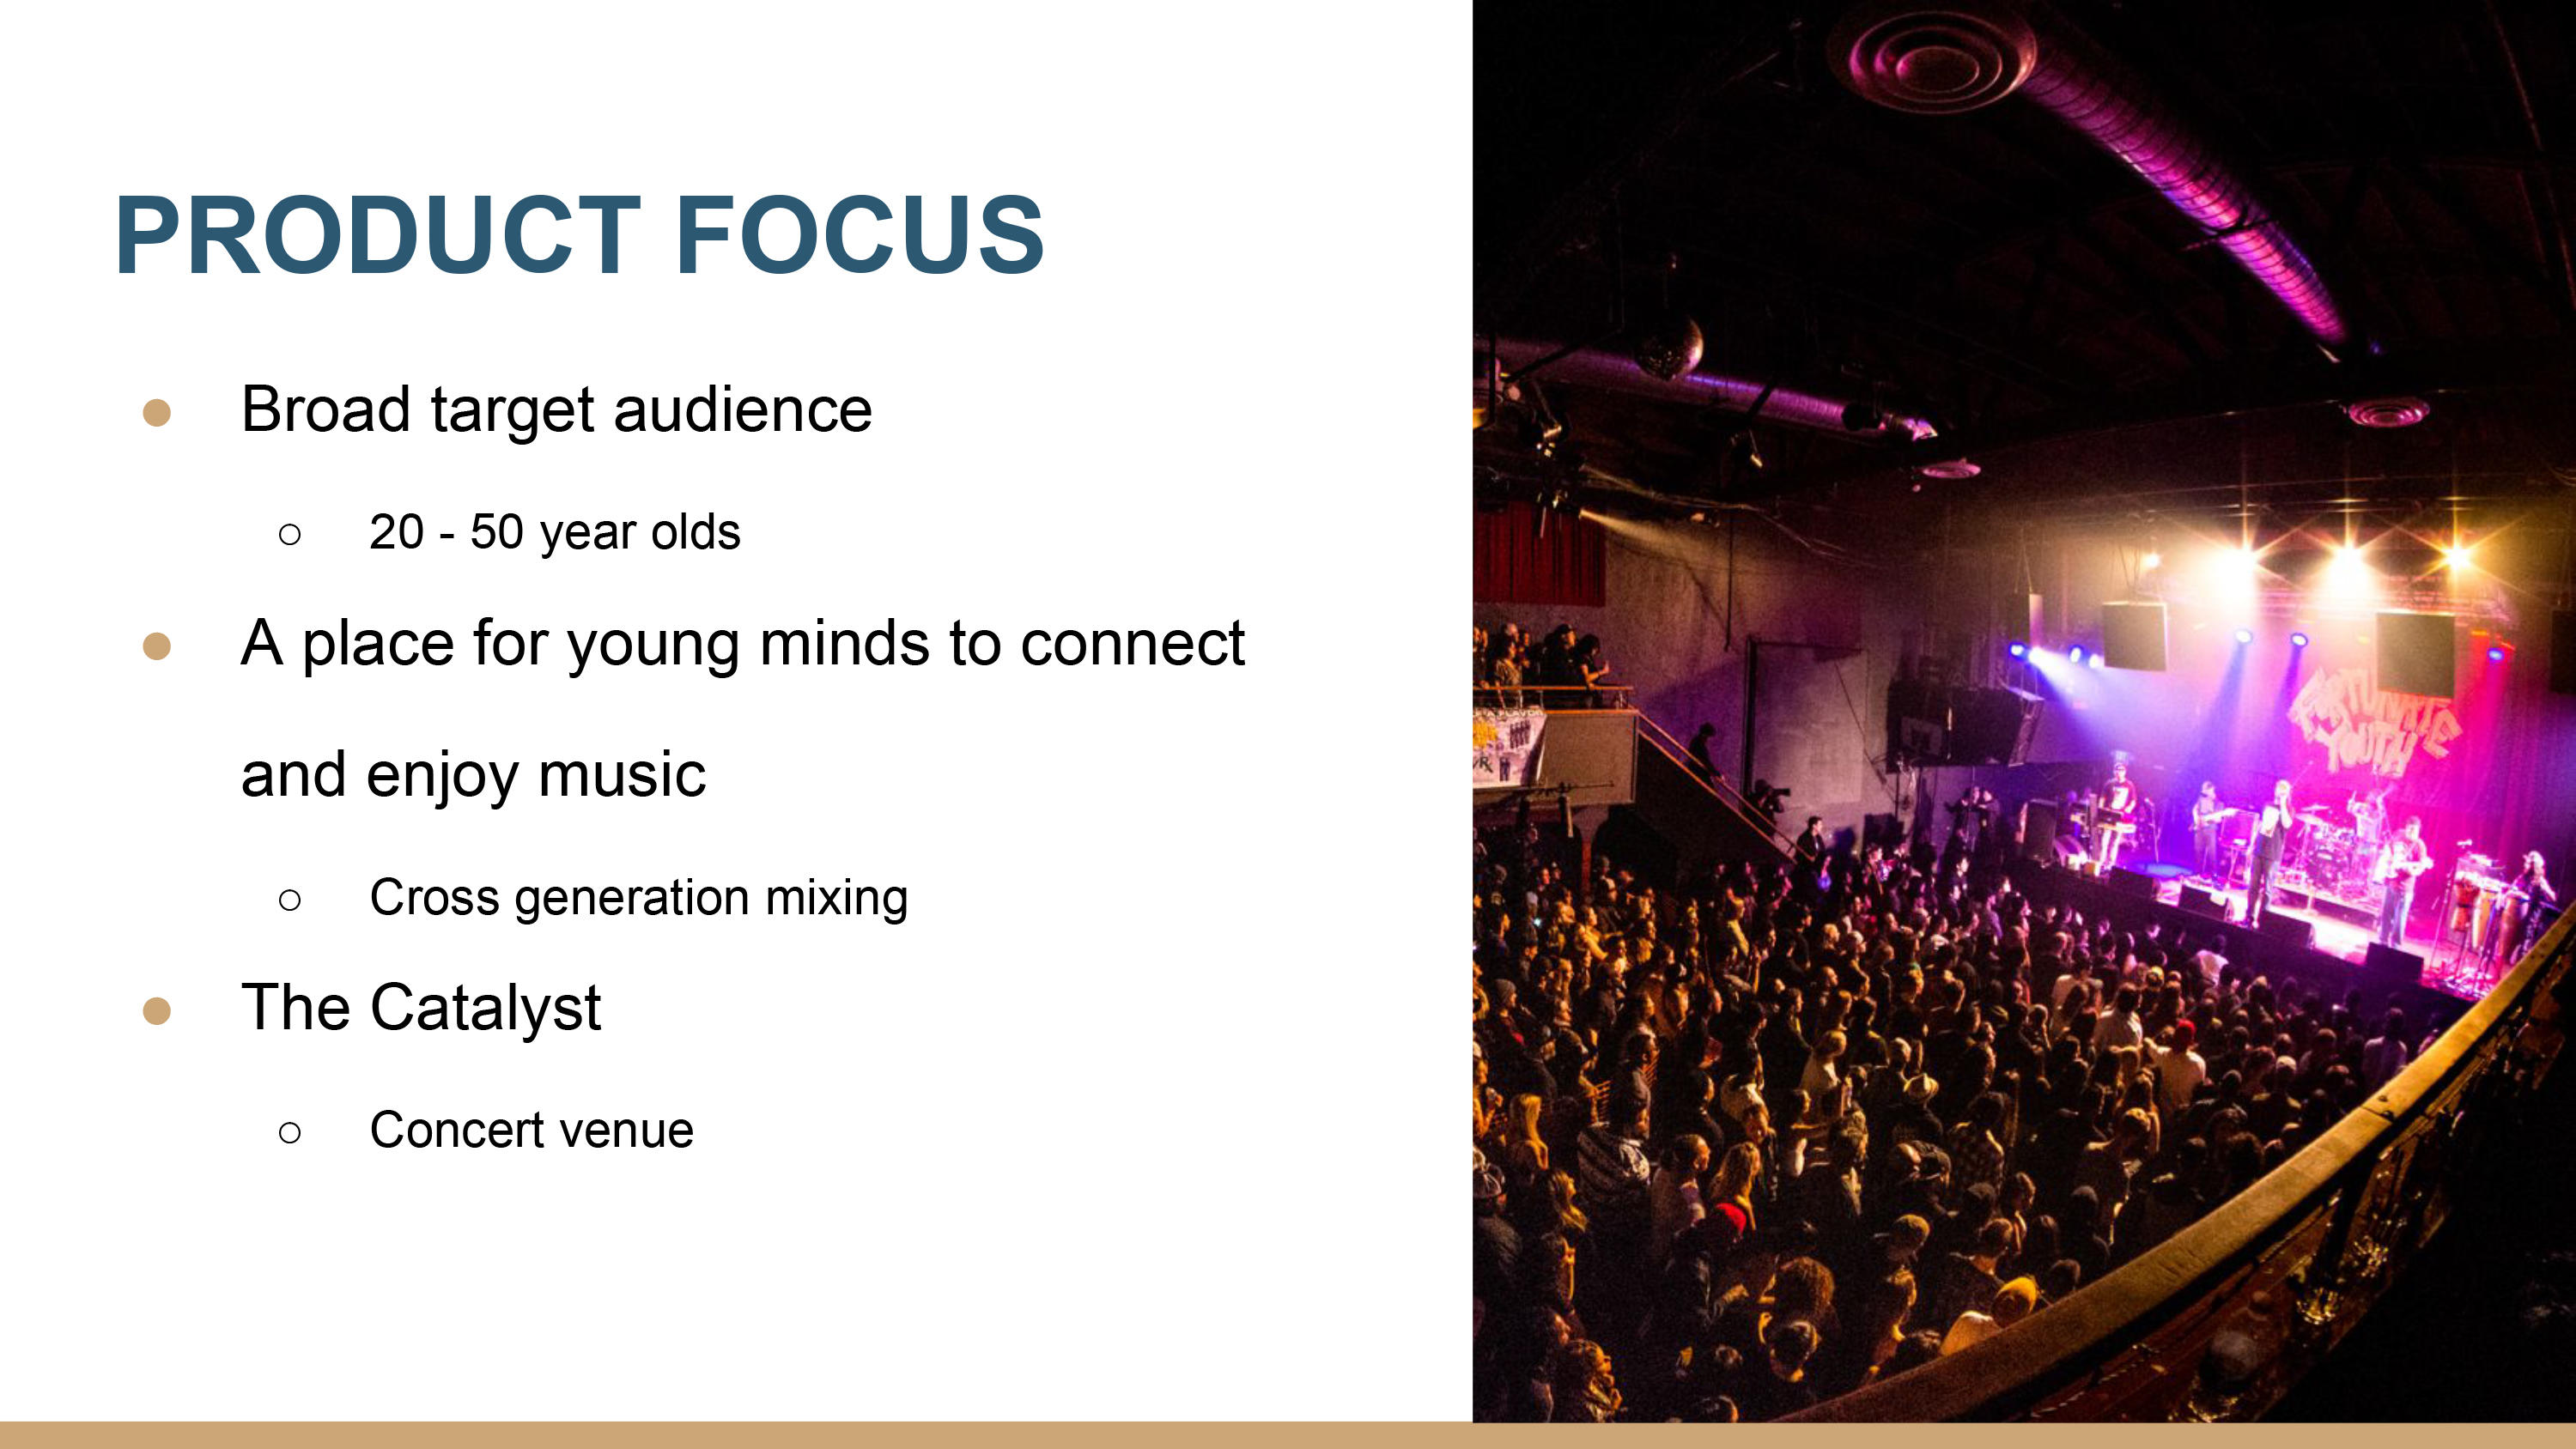 PRODUCT FOCUS
● Broad target audience
○ 20 - 50 year olds
● A place for young minds to connect
and enjoy music
○ Cross generation mixing
● The Catalyst
○ Concert venue
FORTUNATE
YOUTH